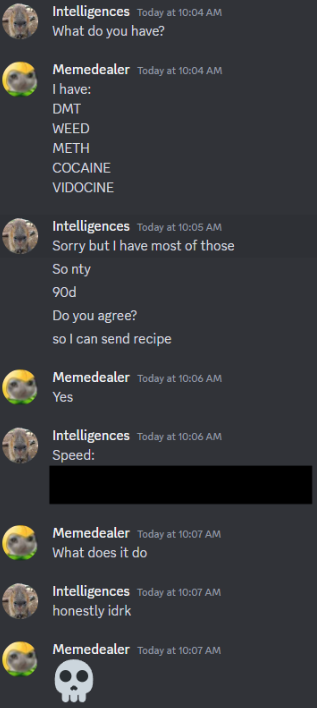 Intelligences Today at 10:04 AM
What do you have?
Memedealer Today at 10:04 AM
I have:
DMT
WEED
METH
COCAINE
VIDOCINE
Intelligences Today at 10:05 AM
Sorry but I have most of those
So nty
90d
Do you agree?
so I can send recipe
Memedealer Today at 10:06 AM
Yes
Intelligences Today at 10:06 AM
Speed:
Memedealer Today at 10:07 AM
What does it do
Intelligences Today at 10:07 AM
honestly idrk
Memedealer Today at 10:07 AM